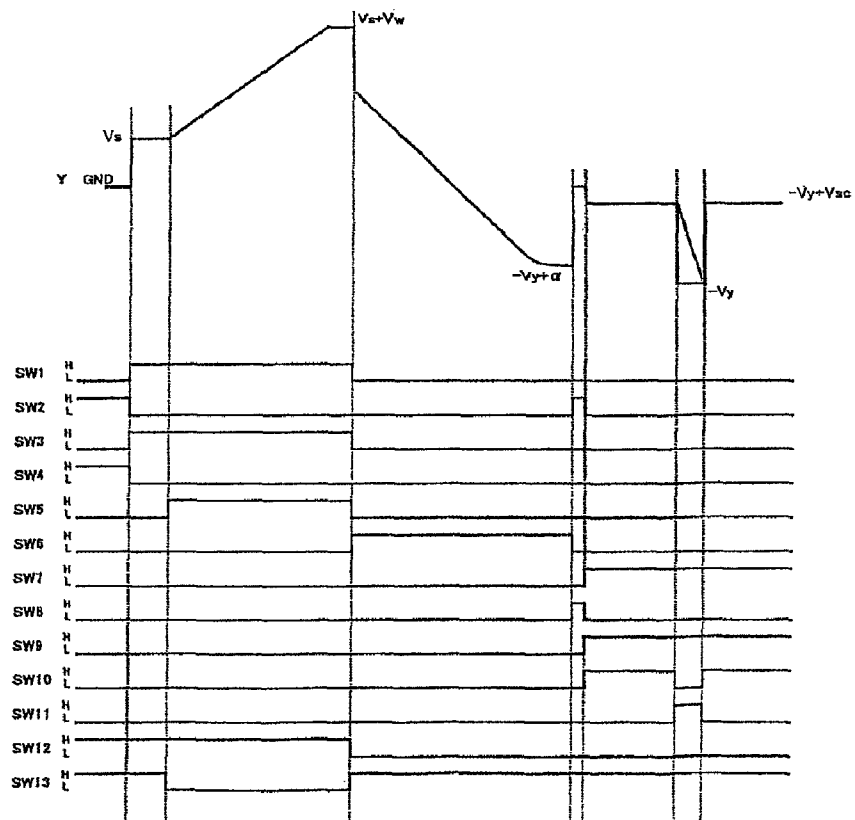 Vs+Vw
Vs
Y GND
-Vy+Vsc
-Vy+α
-Vy
SW1 H L
SW2 H L
SW3 H L
SW4 H L
SW5 H L
SW6 H L
SW7 H L
SW8 H L
SW9 H L
SW10 H L
SW11 H L
SW12 H L
SW13 H L